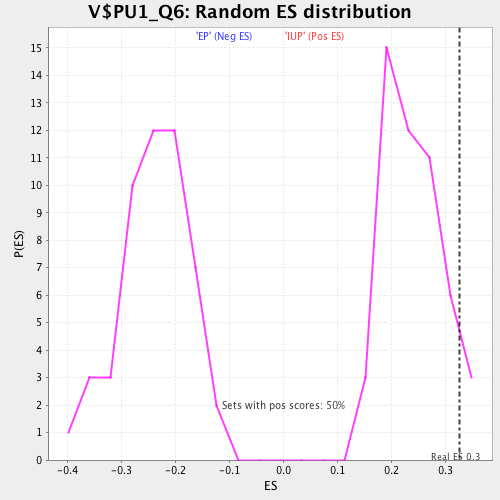 V$PU1_Q6: Random ES distribution
'EP' (Neg ES) 'IUP' (Pos ES)
15
14
13
12
11
10
9
8
7
6
5
4
3
2
1
0
P(ES)
Sets with pos scores: 50%
Real ES 0.3
-0.4 -0.3 -0.2 -0.1 0.0 0.1 0.2 0.3
ES